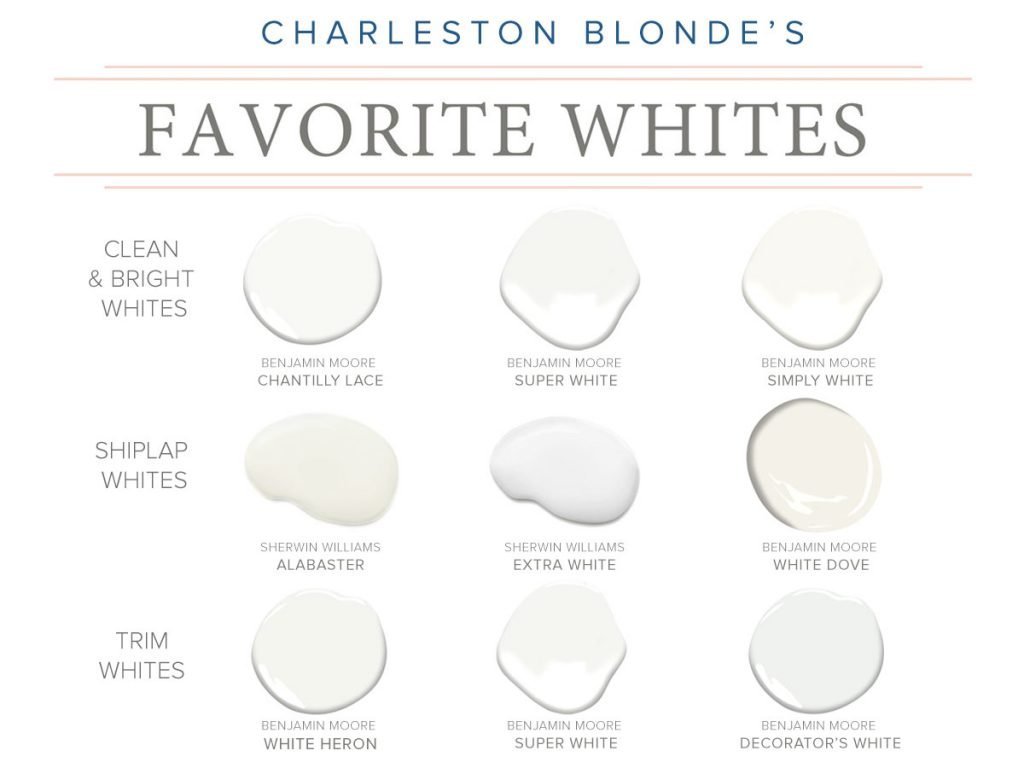 CHARLESTON BLONDE'S
FAVORITE WHITES
CLEAN
& BRIGHT
WHITES
BENJAMIN MOORE
CHANTILLY LACE
BENJAMIN MOORE
SUPER WHITE
BENJAMIN MOORE
SIMPLY WHITE
SHIPLAP
WHITES
SHERWIN WILLIAMS
ALABASTER
SHERWIN WILLIAMS
EXTRA WHITE
BENJAMIN MOORE
WHITE DOVE
TRIM
WHITES
BENJAMIN MOORE
WHITE HERON
BENJAMIN MOORE
SUPER WHITE
BENJAMIN MOORE
DECORATOR'S WHITE